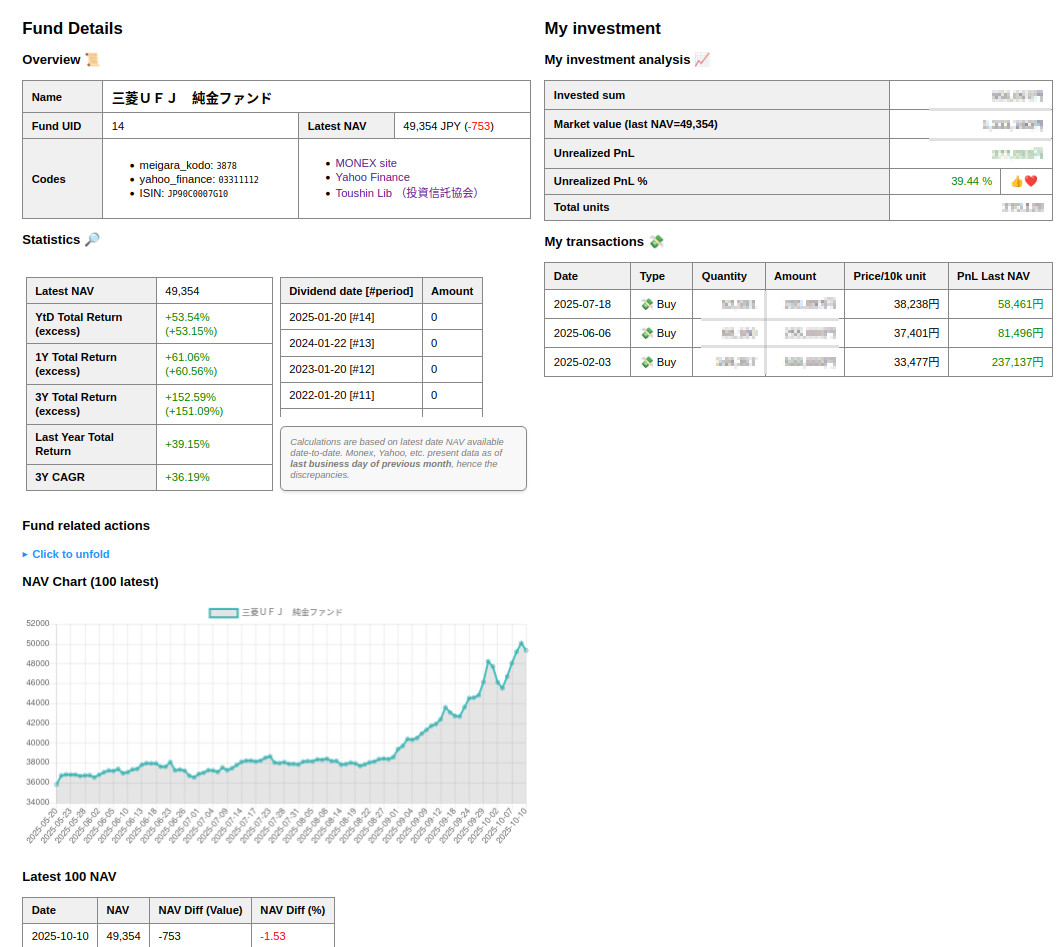 Fund Details
Overview 📜
Name 三菱ＵＦＪ　純金ファンド
Fund UID 14 Latest NAV 49,354 JPY (-753)
Codes
• meigara_kodo: 3878
• yahoo_finance: 03311112
• ISIN: JP90C0007G10
• MONEX site
• Yahoo Finance
• Toushin Lib （投資信託協会）
Statistics 🔎
Latest NAV 49,354
YtD Total Return (excess) +53.54% (+53.15%)
1Y Total Return (excess) +61.06% (+60.56%)
3Y Total Return (excess) +152.59% (+151.09%)
Last Year Total Return +39.15%
3Y CAGR +36.19%
Dividend date [#period] Amount
2025-01-20 [#14] 0
2024-01-22 [#13] 0
2023-01-20 [#12] 0
2022-01-20 [#11] 0
Calculations are based on latest date NAV available
date-to-date. Monex, Yahoo, etc. present data as of
last business day of previous month, hence the
discrepancies.
Fund related actions
▸ Click to unfold
NAV Chart (100 latest)
三菱ＵＦＪ　純金ファンド
52000
50000
48000
46000
44000
42000
40000
38000
36000
34000
2025-05-20 2025-05-23 2025-05-28 2025-06-02 2025-06-05 2025-06-10 2025-06-13 2025-06-18 2025-06-23 2025-06-26 2025-07-01 2025-07-04 2025-07-09 2025-07-14 2025-07-17 2025-07-23 2025-07-28 2025-07-31 2025-08-05 2025-08-08 2025-08-14 2025-08-19 2025-08-22 2025-08-27 2025-09-01 2025-09-04 2025-09-09 2025-09-12 2025-09-18 2025-09-24 2025-09-29 2025-10-02 2025-10-07 2025-10-10
Latest 100 NAV
Date NAV NAV Diff (Value) NAV Diff (%)
2025-10-10 49,354 -753 -1.53
My investment
My investment analysis 📈
Invested sum
Market value (last NAV=49,354)
Unrealized PnL
Unrealized PnL % 39.44 % 👍❤️
Total units
My transactions 💸
Date Type Quantity Amount Price/10k unit PnL Last NAV
2025-07-18 💸 Buy 38,238円 58,461円
2025-06-06 💸 Buy 37,401円 81,496円
2025-02-03 💸 Buy 33,477円 237,137円